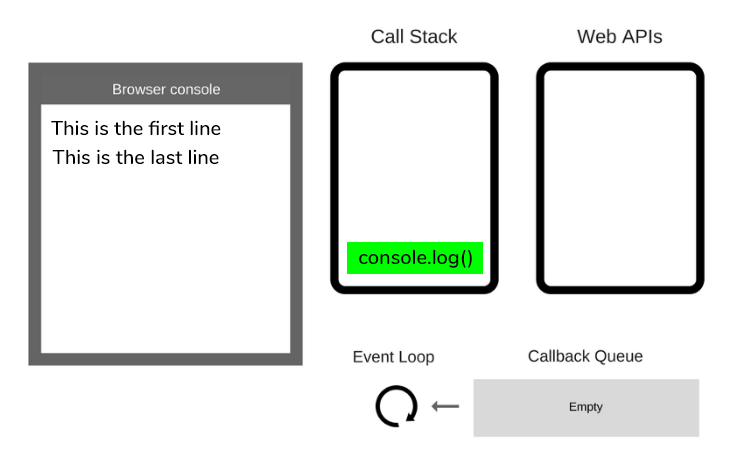 Call Stack
Web APIs
Browser console
This is the first line
This is the last line
console.log()
Event Loop
Callback Queue
Empty